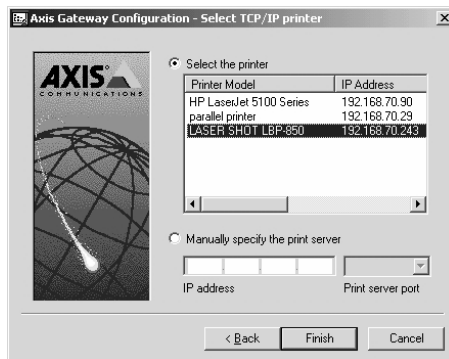 Axis Gateway Configuration - Select TCP/IP printer
AXIS
COMMUNICATIONS
Select the printer
Printer Model IP Address
HP LaserJet 5100 Series 192.168.70.90
parallel printer 192.168.70.29
LASER SHOT LBP-850 192.168.70.243
Manually specify the print server
IP address Print server port
< Back Finish Cancel